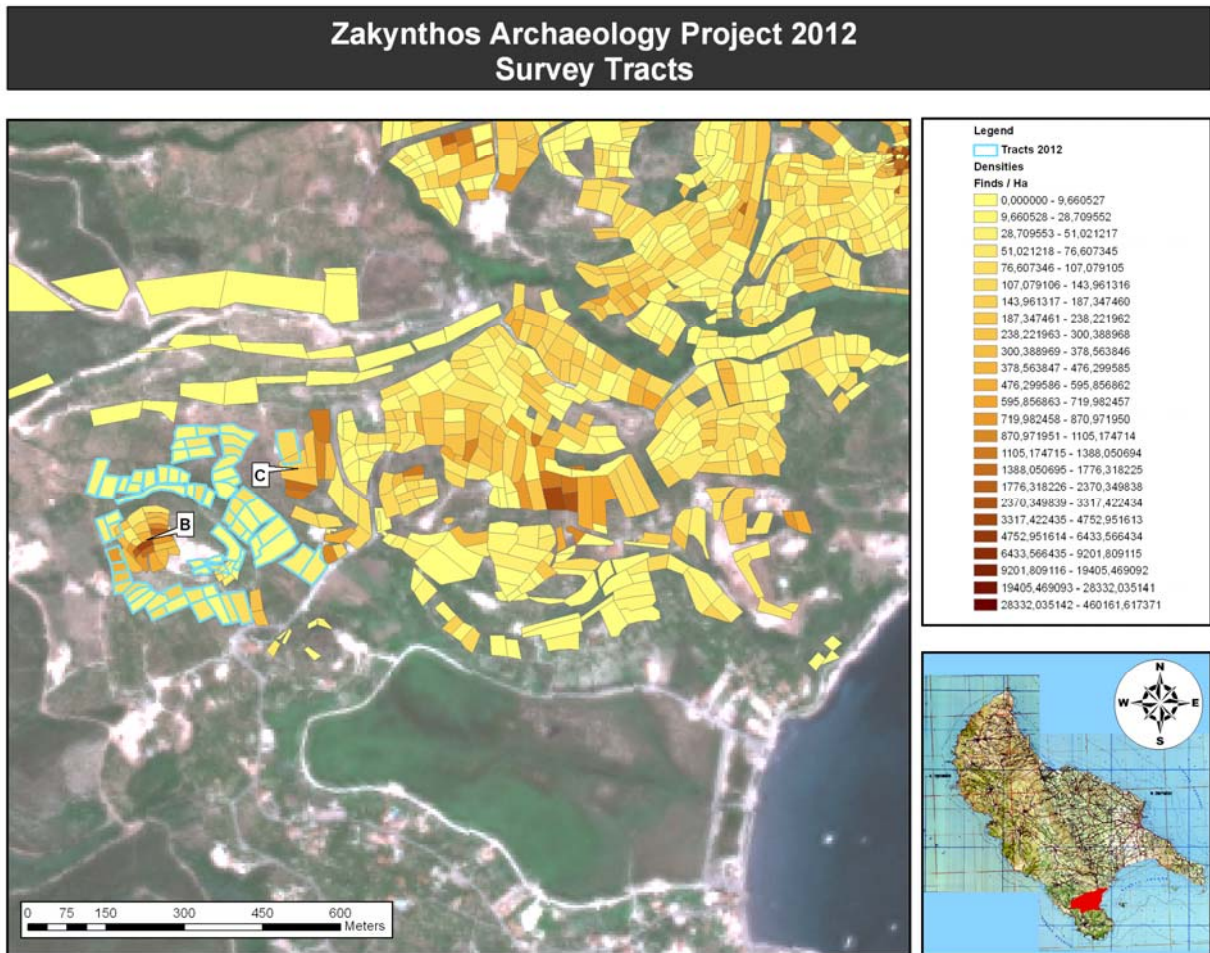 Zakynthos Archaeology Project 2012
Survey Tracts
C
B
0 75 150 300 450 600
Meters
Legend
Tracts 2012
Densities
Finds / Ha
0,000000 - 9,660527
9,660528 - 28,709552
28,709553 - 51,021217
51,021218 - 76,607345
76,607346 - 107,079105
107,079106 - 143,961316
143,961317 - 187,347460
187,347461 - 238,221962
238,221963 - 300,388968
300,388969 - 378,563846
378,563847 - 476,299585
476,299586 - 595,856862
595,856863 - 719,982457
719,982458 - 870,971950
870,971951 - 1105,174714
1105,174715 - 1388,050694
1388,050695 - 1776,318225
1776,318226 - 2370,349838
2370,349839 - 3317,422434
3317,422435 - 4752,951613
4752,951614 - 6433,566434
6433,566435 - 9201,809115
9201,809116 - 19405,469092
19405,469093 - 28332,035141
28332,035142 - 460161,617371
N
W E
S